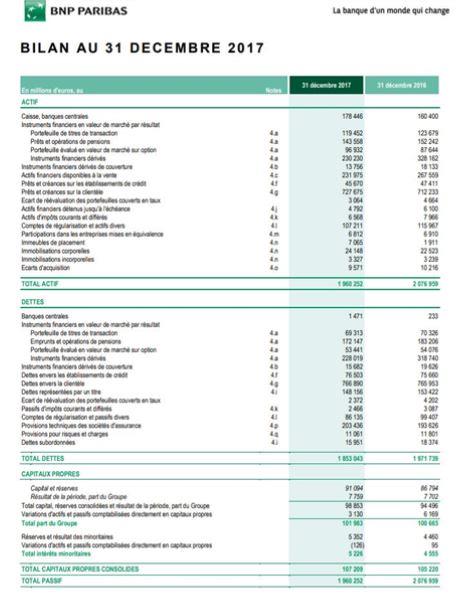 BNP PARIBAS
La banque d'un monde qui change
BILAN AU 31 DECEMBRE 2017
En millions d'euros, au Notes 31 décembre 2017 31 décembre 2016
ACTIF
Caisse, banques centrales 178 446 160 400
Instruments financiers en valeur de marché par résultat
Portefeuille de titres de transaction 4.a 119 452 123 679
Prêts et opérations de pensions 4.a 143 558 152 242
Portefeuille évalué en valeur de marché sur option 4.a 96 932 87 644
Instruments financiers dérivés 4.a 230 230 328 162
Instruments financiers dérivés de couverture 4.b 13 756 18 133
Actifs financiers disponibles à la vente 4.c 231 975 267 559
Prêts et créances sur les établissements de crédit 4.f 45 670 47 411
Prêts et créances sur la clientèle 4.g 727 675 712 233
Ecart de réévaluation des portefeuilles couverts en taux 3 064 4 664
Actifs financiers détenus jusqu'à l'échéance 4.j 4 792 6 100
Actifs d'impôts courants et différés 4.k 6 568 7 966
Comptes de régularisation et actifs divers 4.l 107 211 115 967
Participations dans les entreprises mises en équivalence 4.m 6 812 6 910
Immeubles de placement 4.n 7 065 1 911
Immobilisations corporelles 4.n 24 148 22 523
Immobilisations incorporelles 4.n 3 327 3 239
Ecarts d'acquisition 4.o 9 571 10 216
TOTAL ACTIF 1 960 252 2 076 959
DETTES
Banques centrales 1 471 233
Instruments financiers en valeur de marché par résultat
Portefeuille de titres de transaction 4.a 69 313 70 326
Emprunts et opérations de pensions 4.a 172 147 183 206
Portefeuille évalué en valeur de marché sur option 4.a 53 441 54 076
Instruments financiers dérivés 4.a 228 019 318 740
Instruments financiers dérivés de couverture 4.b 15 682 19 626
Dettes envers les établissements de crédit 4.f 76 503 75 660
Dettes envers la clientèle 4.g 766 890 765 953
Dettes représentées par un titre 4.i 148 156 153 422
Ecart de réévaluation des portefeuilles couverts en taux 2 372 4 202
Passifs d'impôts courants et différés 4.k 2 466 3 087
Comptes de régularisation et passifs divers 4.l 86 135 99 407
Provisions techniques des sociétés d'assurance 4.p 203 436 193 626
Provisions pour risques et charges 4.q 11 061 11 801
Dettes subordonnées 4.i 15 951 18 374
TOTAL DETTES 1 853 043 1 971 739
CAPITAUX PROPRES
Capital et réserves 91 094 86 794
Résultat de la période, part du Groupe 7 759 7 702
Total capital, réserves consolidées et résultat de la période, part du Groupe 98 853 94 496
Variations d'actifs et passifs comptabilisées directement en capitaux propres 3 130 6 169
Total part du Groupe 101 983 100 665
Réserves et résultat des minoritaires 5 352 4 460
Variations d'actifs et passifs comptabilisées directement en capitaux propres (126) 95
Total intérêts minoritaires 5 226 4 555
TOTAL CAPITAUX PROPRES CONSOLIDES 107 209 105 220
TOTAL PASSIF 1 960 252 2 076 959